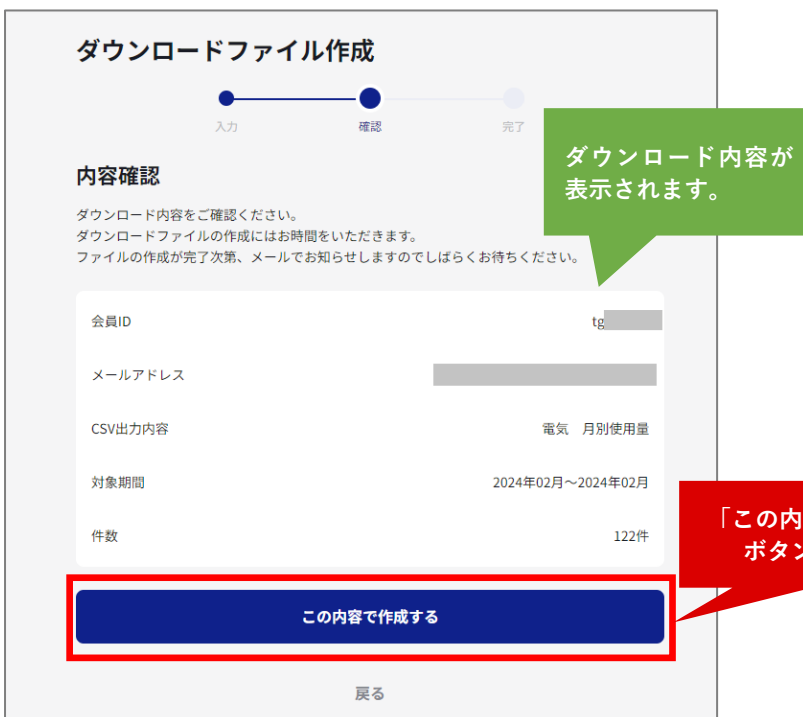 ダウンロードファイル作成
入力
確認
完了
ダウンロード内容が
表示されます。
内容確認
ダウンロード内容をご確認ください。
ダウンロードファイルの作成にはお時間をいただきます。
ファイルの作成が完了次第、メールでお知らせしますのでしばらくお待ちください。
会員ID tg
メールアドレス
CSV出力内容 電気　月別使用量
対象期間 2024年02月〜2024年02月
件数 122件
「この内
ボタン
この内容で作成する
戻る